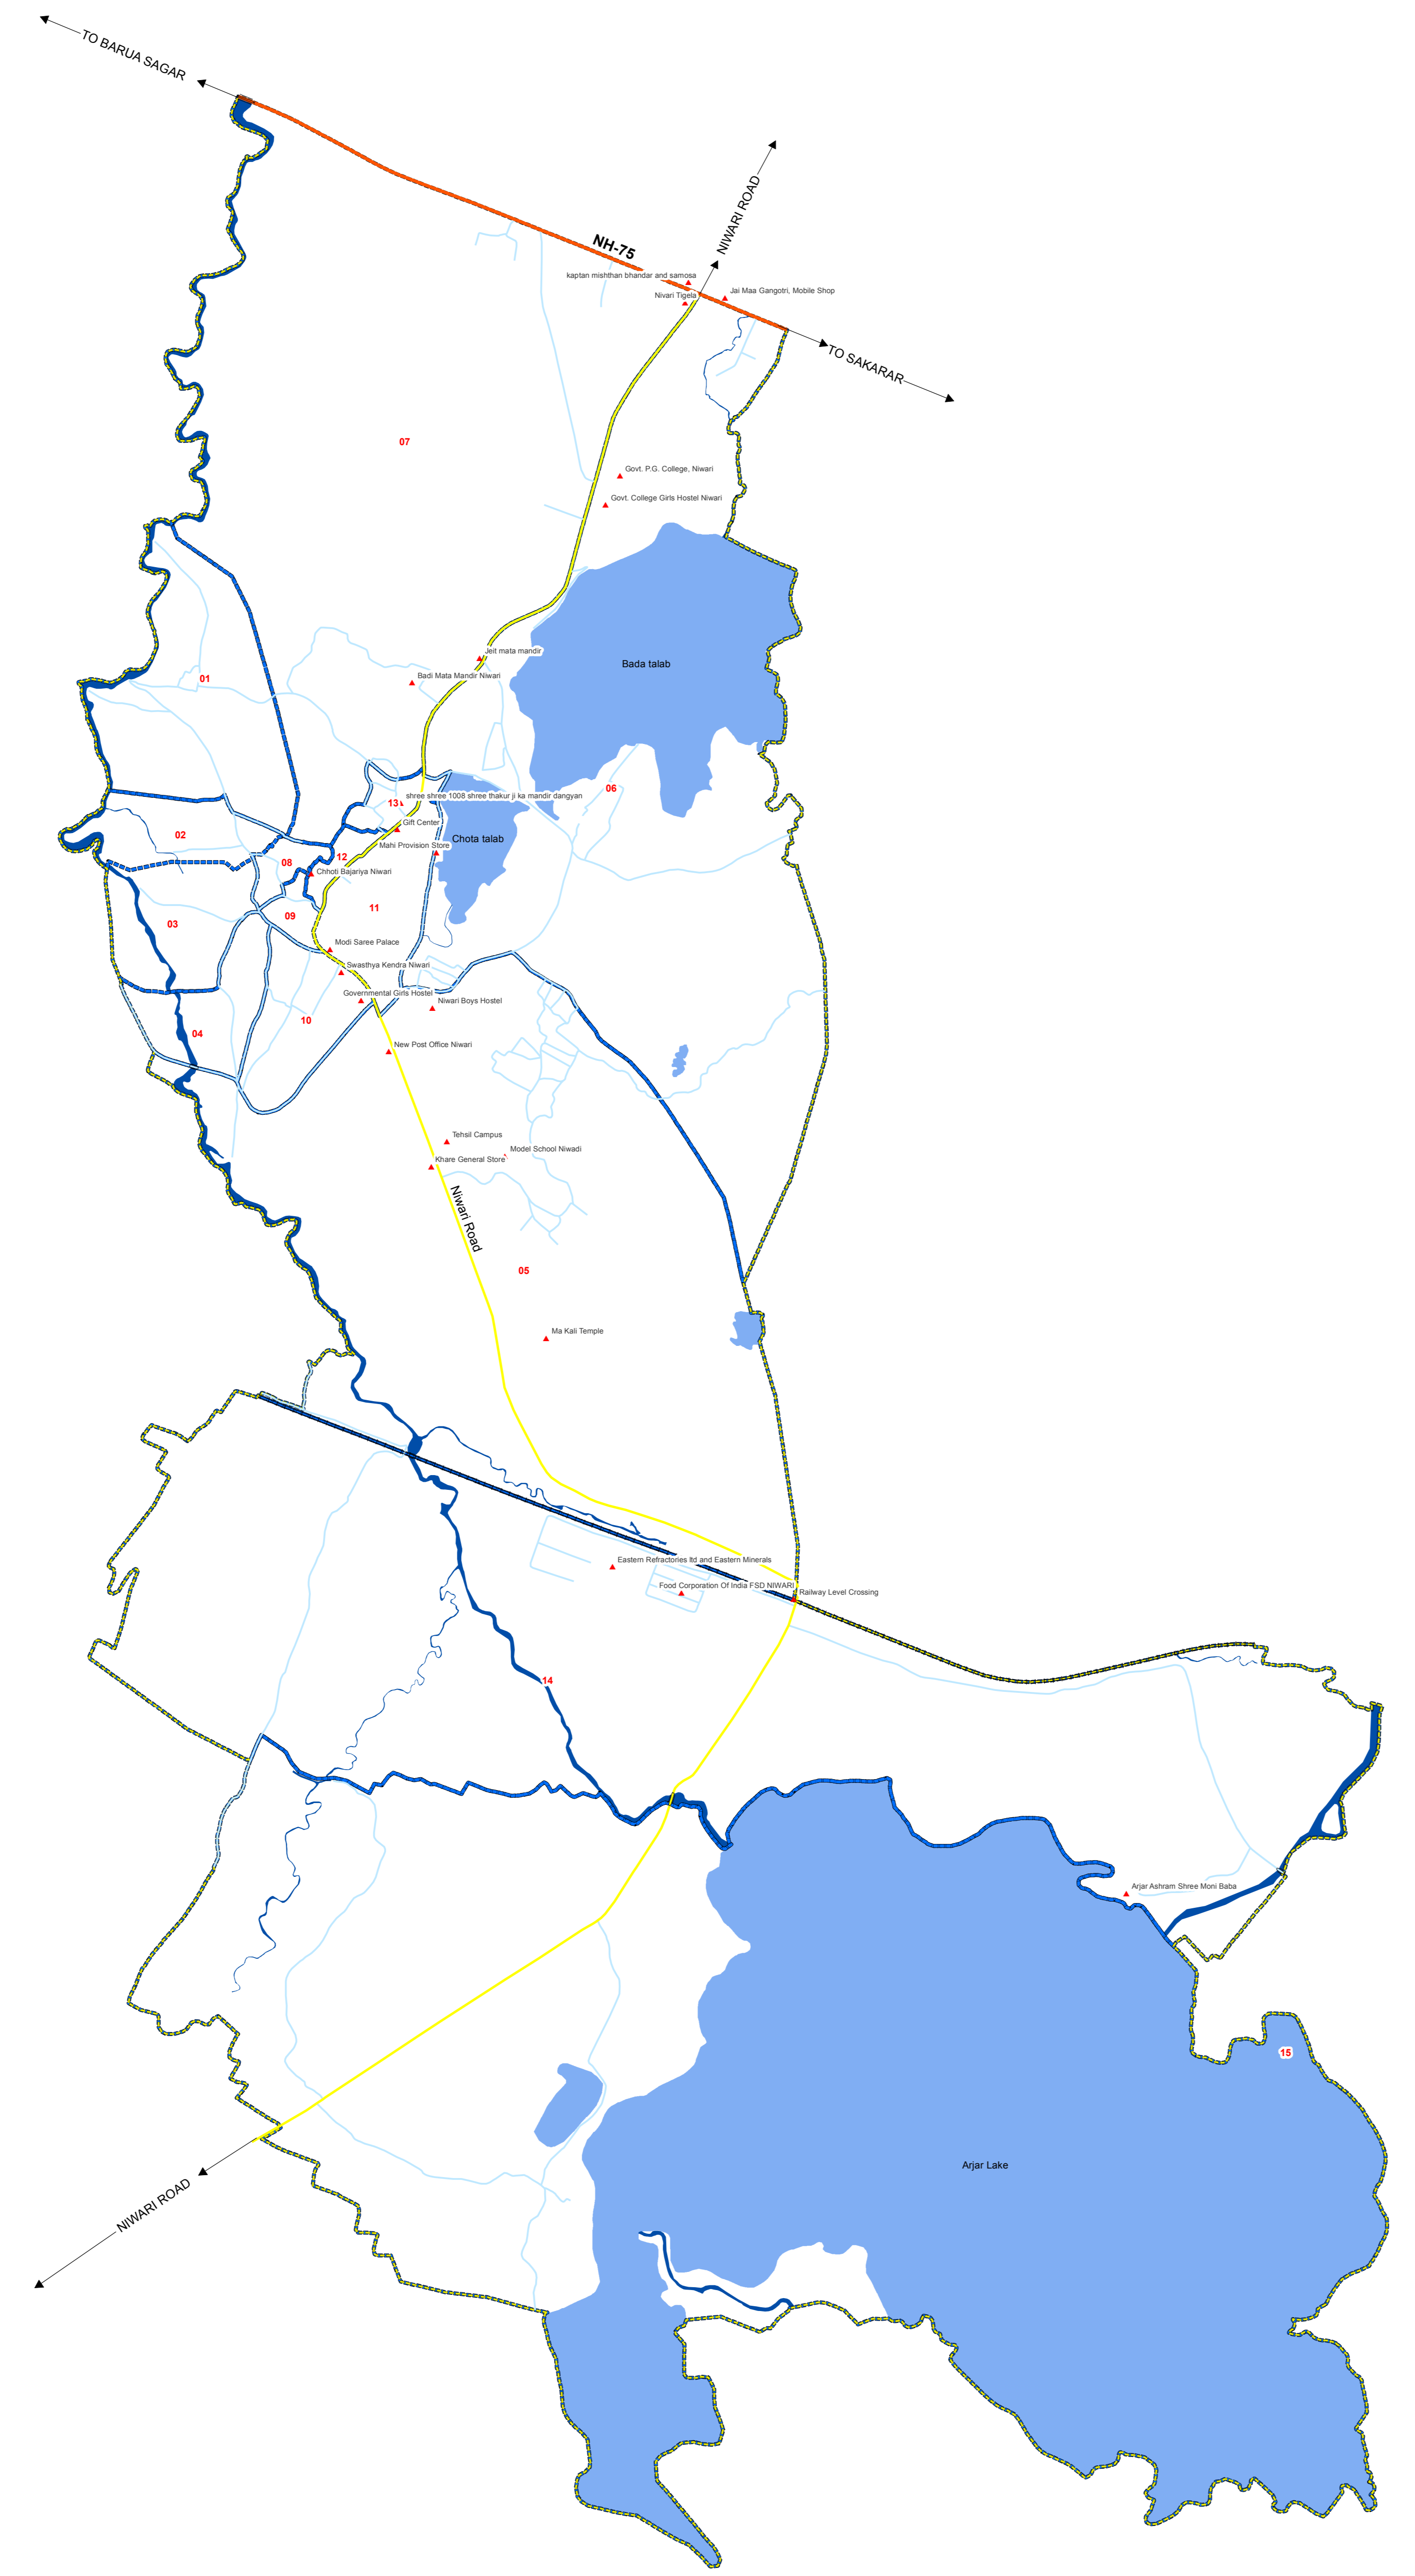 TO BARUA SAGAR
NIWARI ROAD
NH-75
kaptan mishthan bhandar and samosa
Jai Maa Gangotri, Mobile Shop
Nivari Tigela
TO SAKARAR
07
Govt. P.G. College, Niwari
Govt. College Girls Hostel Niwari
Jeit mata mandir
Bada talab
Badi Mata Mandir Niwari
01
06
shree shree 1008 shree thakur ji ka mandir dangyan
13
Gift Center
02
Chota talab
Mahi Provision Store
12
08
Chhoti Bajariya Niwari
11
09
03
Modi Saree Palace
Swasthya Kendra Niwari
Governmental Girls Hostel
Niwari Boys Hostel
10
04
New Post Office Niwari
Tehsil Campus
Model School Niwadi
Khare General Store
Niwari Road
05
Ma Kali Temple
Eastern Refractories ltd and Eastern Minerals
Food Corporation Of India FSD NIWARI
Railway Level Crossing
14
Arjar Ashram Shree Moni Baba
15
Arjar Lake
NIWARI ROAD